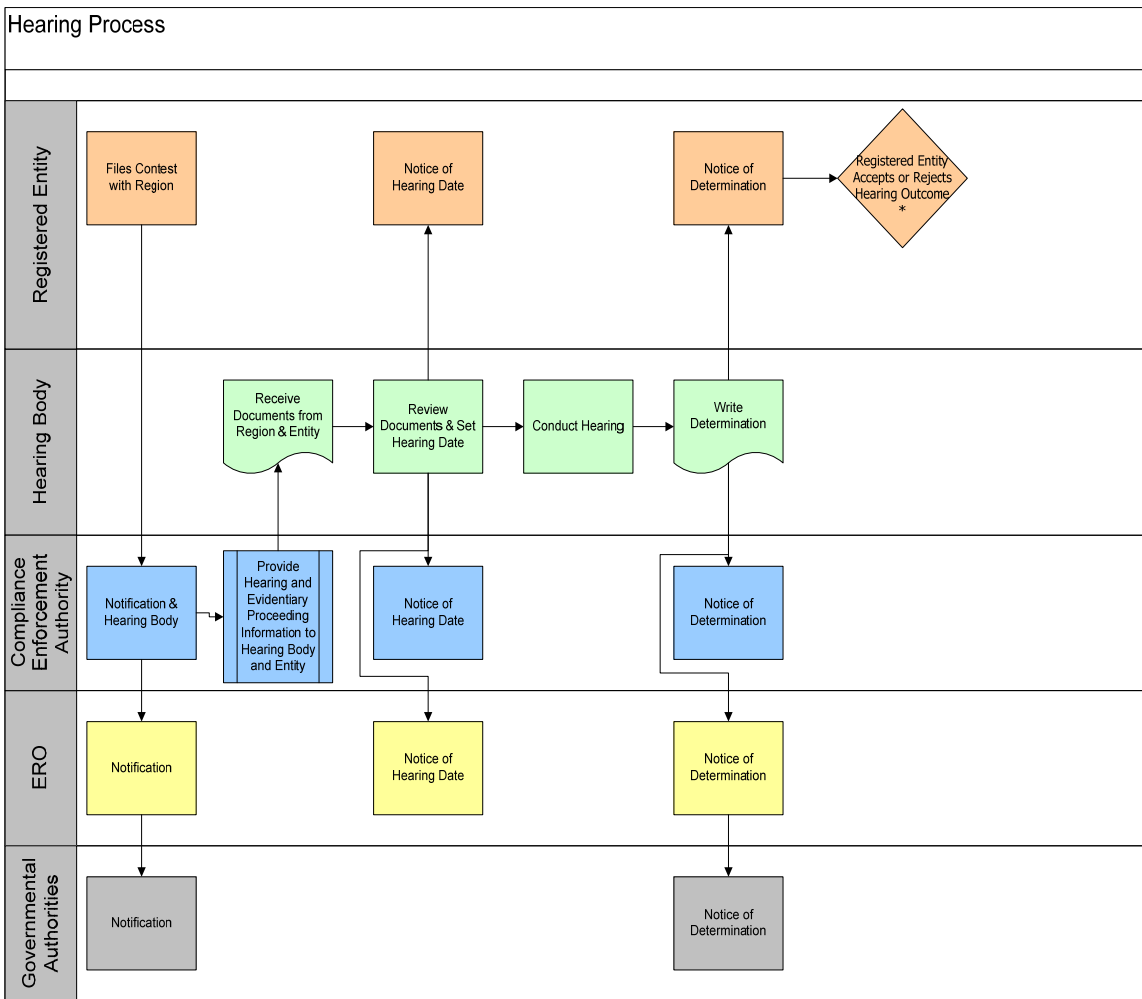 Hearing Process
Registered Entity
Files Contest
with Region
Notice of
Hearing Date
Notice of
Determination
Registered Entity
Accepts or Rejects
Hearing Outcome
*
Hearing Body
Receive
Documents from
Region & Entity
Review
Documents & Set
Hearing Date
Conduct Hearing
Write
Determination
Compliance
Enforcement
Authority
Notification &
Hearing Body
Provide
Hearing and
Evidentiary
Proceeding
Information to
Hearing Body
and Entity
Notice of
Hearing Date
Notice of
Determination
ERO
Notification
Notice of
Hearing Date
Notice of
Determination
Governmental
Authorities
Notification
Notice of
Determination